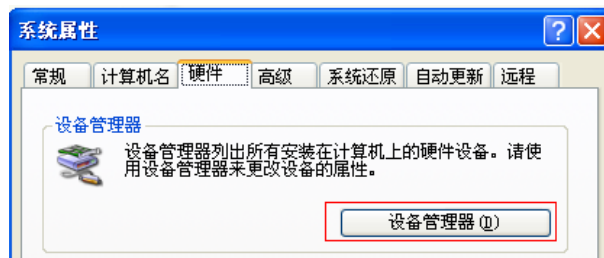 系统属性
常规 计算机名 硬件 高级 系统还原 自动更新 远程
设备管理器
设备管理器列出所有安装在计算机上的硬件设备。请使
用设备管理器来更改设备的属性。
设备管理器(D)